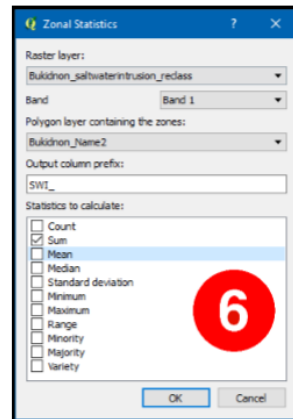 Zonal Statistics ? ×
Raster layer:
Bukidnon_saltwaterintrusion_reclass
Band Band 1
Polygon layer containing the zones:
Bukidnon_Name2
Output column prefix:
SWI_
Statistics to calculate:
Count
Sum
Mean
Median
Standard deviation
Minimum
Maximum
Range
Minority
Majority
Variety
6
OK Cancel